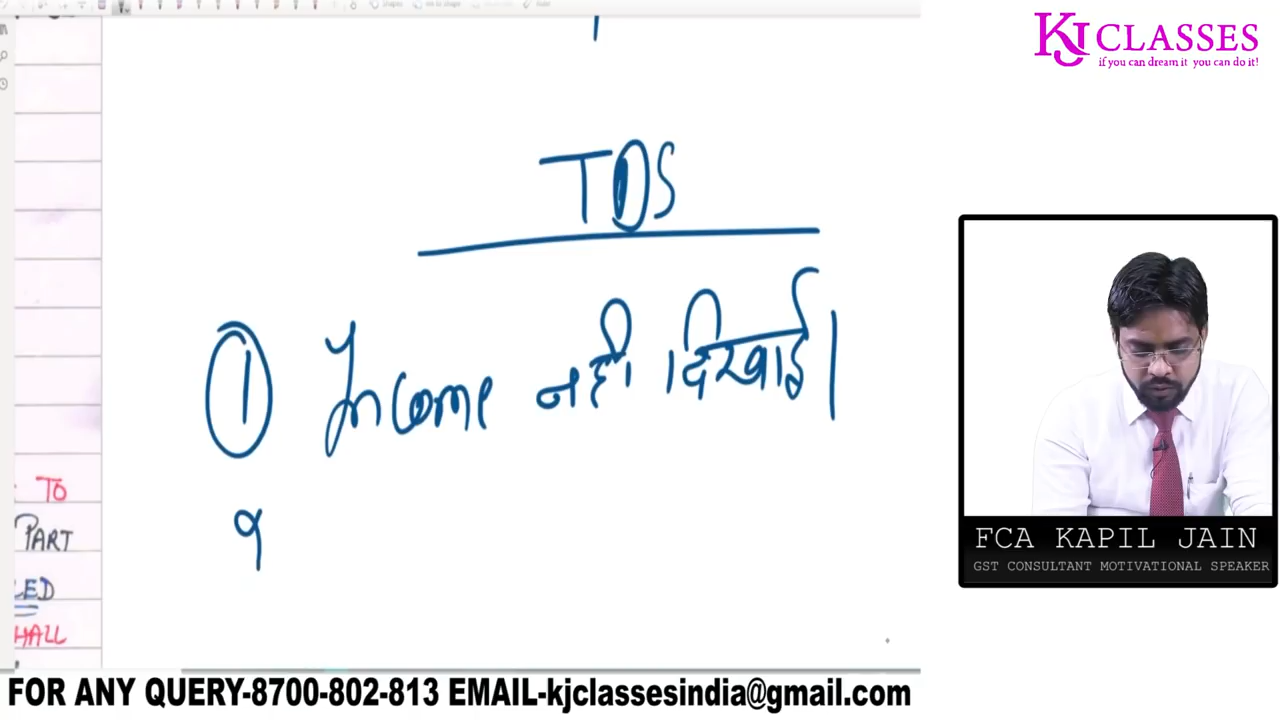 KJ CLASSES
if you can dream it you can do it!
TDS
1 Income नही दिखाई।
TO
PART
LED
HALL
FCA KAPIL JAIN
GST CONSULTANT MOTIVATIONAL SPEAKER
FOR ANY QUERY-8700-802-813 EMAIL-kjclassesindia@gmail.com